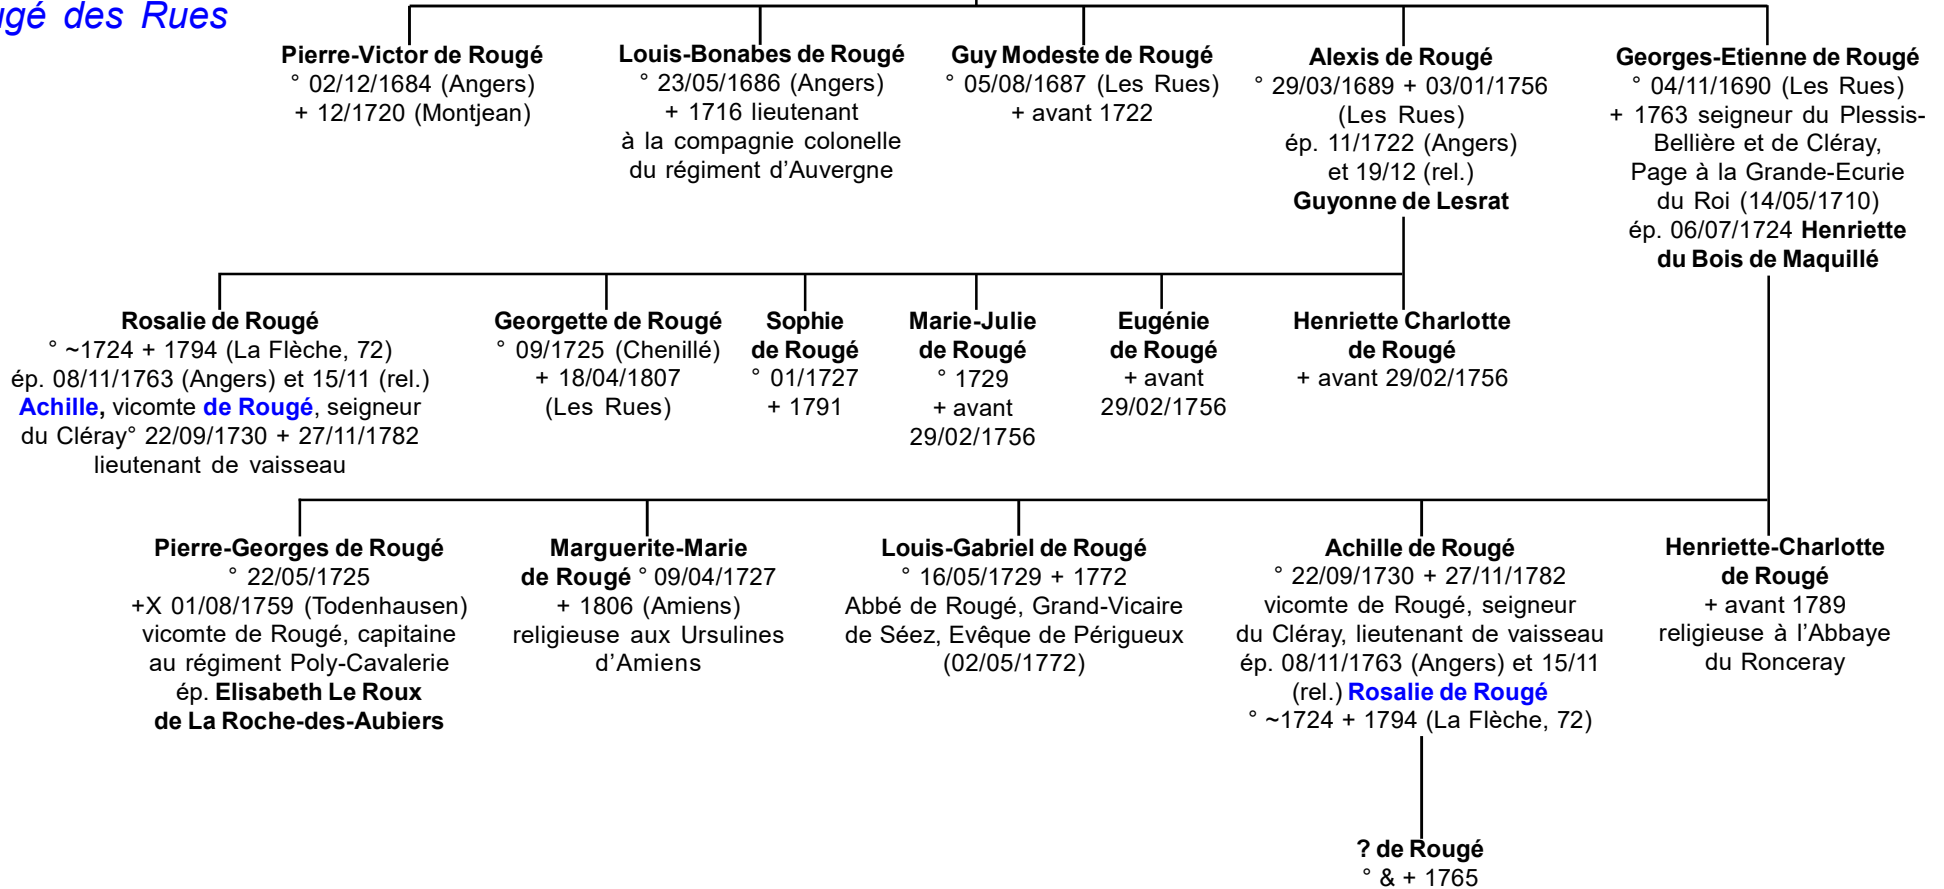 ugé des Rues
Pierre-Victor de Rougé
° 02/12/1684 (Angers)
+ 12/1720 (Montjean)
Louis-Bonabes de Rougé
° 23/05/1686 (Angers)
+ 1716 lieutenant
à la compagnie colonelle
du régiment d'Auvergne
Guy Modeste de Rougé
° 05/08/1687 (Les Rues)
+ avant 1722
Alexis de Rougé
° 29/03/1689 + 03/01/1756
(Les Rues)
ép. 11/1722 (Angers)
et 19/12 (rel.)
Guyonne de Lesrat
Georges-Etienne de Rougé
° 04/11/1690 (Les Rues)
+ 1763 seigneur du Plessis-
Bellière et de Cléray,
Page à la Grande-Ecurie
du Roi (14/05/1710)
ép. 06/07/1724 Henriette
du Bois de Maquillé
Rosalie de Rougé
° ~1724 + 1794 (La Flèche, 72)
ép. 08/11/1763 (Angers) et 15/11 (rel.)
Achille, vicomte de Rougé, seigneur
du Cléray° 22/09/1730 + 27/11/1782
lieutenant de vaisseau
Georgette de Rougé
° 09/1725 (Chenillé)
+ 18/04/1807
(Les Rues)
Sophie
de Rougé
° 01/1727
+ 1791
Marie-Julie
de Rougé
° 1729
+ avant
29/02/1756
Eugénie
de Rougé
+ avant
29/02/1756
Henriette Charlotte
de Rougé
+ avant 29/02/1756
Pierre-Georges de Rougé
° 22/05/1725
+X 01/08/1759 (Todenhausen)
vicomte de Rougé, capitaine
au régiment Poly-Cavalerie
ép. Elisabeth Le Roux
de La Roche-des-Aubiers
Marguerite-Marie
de Rougé ° 09/04/1727
+ 1806 (Amiens)
religieuse aux Ursulines
d'Amiens
Louis-Gabriel de Rougé
° 16/05/1729 + 1772
Abbé de Rougé, Grand-Vicaire
de Séez, Evêque de Périgueux
(02/05/1772)
Achille de Rougé
° 22/09/1730 + 27/11/1782
vicomte de Rougé, seigneur
du Cléray, lieutenant de vaisseau
ép. 08/11/1763 (Angers) et 15/11
(rel.) Rosalie de Rougé
° ~1724 + 1794 (La Flèche, 72)
Henriette-Charlotte
de Rougé
+ avant 1789
religieuse à l'Abbaye
du Ronceray
? de Rougé
° & + 1765